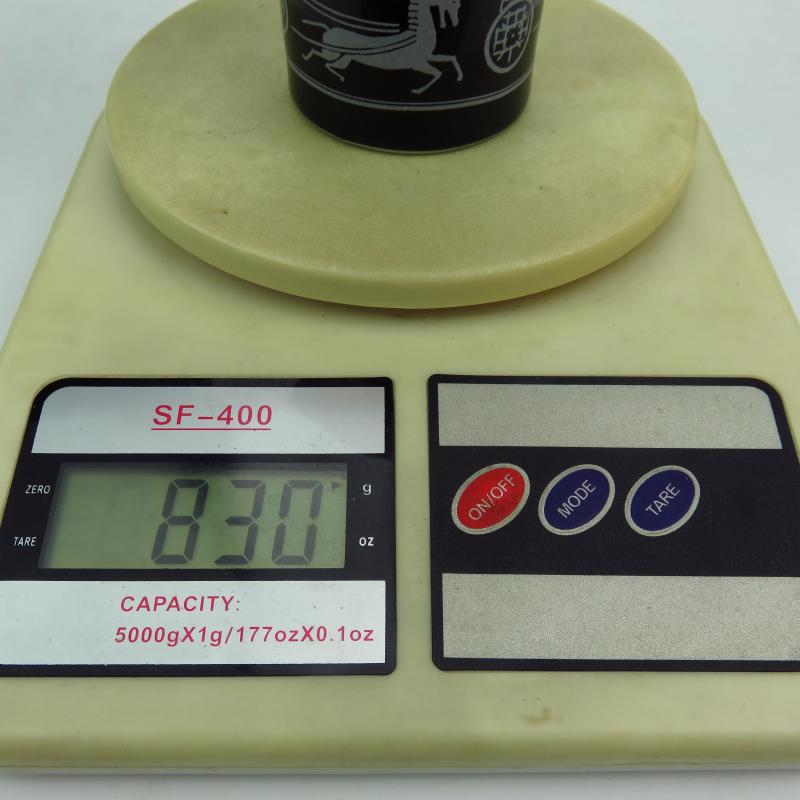 SF-400
ZERO
g
830
TARE
oz
CAPACITY:
5000gX1g/177ozX0.1oz
ON/OFF
MODE
TARE